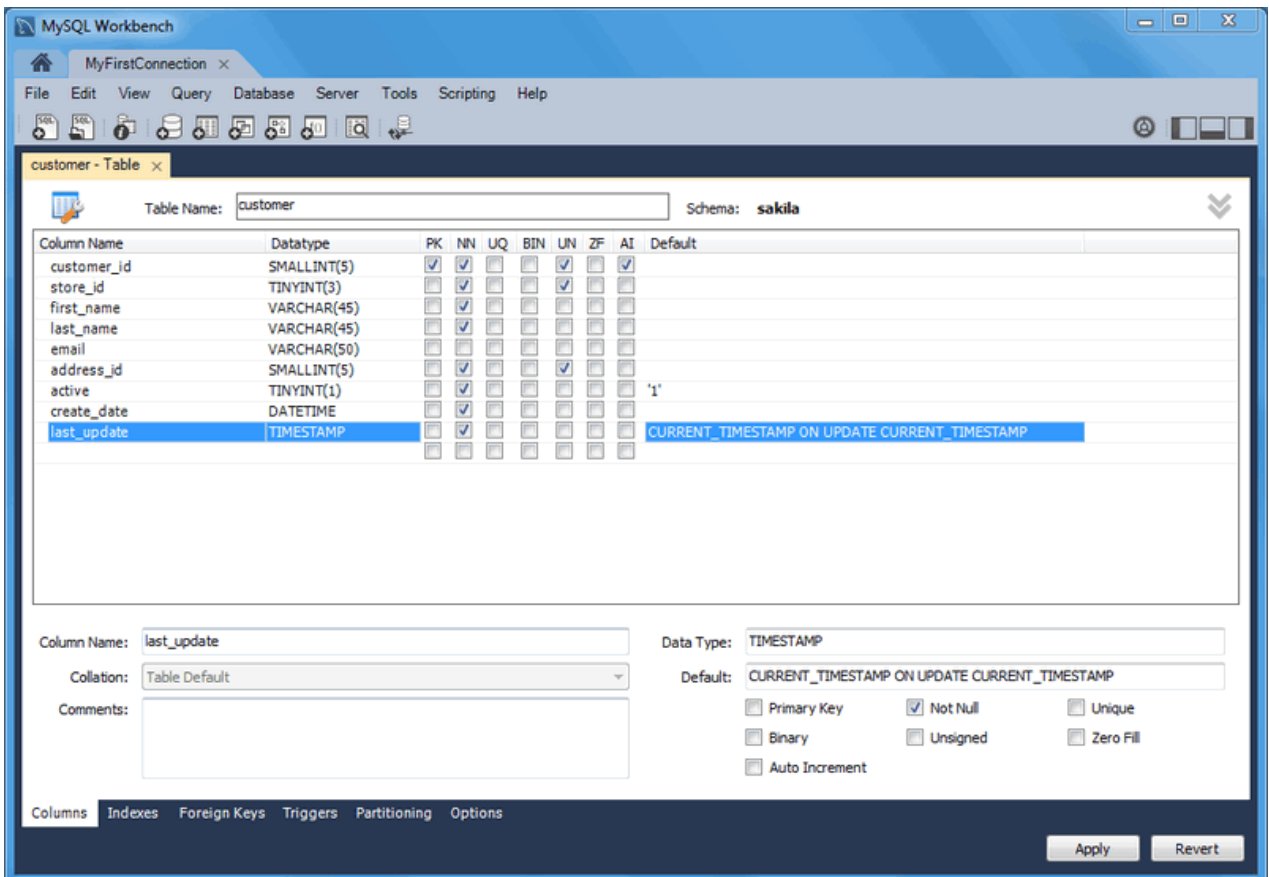 MySQL Workbench
MyFirstConnection
File Edit View Query Database Server Tools Scripting Help
customer - Table
Table Name: customer Schema: sakila
Column Name Datatype PK NN UQ BIN UN ZF AI Default
customer_id SMALLINT(5)
store_id TINYINT(3)
first_name VARCHAR(45)
last_name VARCHAR(45)
email VARCHAR(50)
address_id SMALLINT(5)
active TINYINT(1) '1'
create_date DATETIME
last_update TIMESTAMP CURRENT_TIMESTAMP ON UPDATE CURRENT_TIMESTAMP
Column Name: last_update Data Type: TIMESTAMP
Collation: Table Default Default: CURRENT_TIMESTAMP ON UPDATE CURRENT_TIMESTAMP
Comments: Primary Key Not Null Unique
Binary Unsigned Zero Fill
Auto Increment
Columns Indexes Foreign Keys Triggers Partitioning Options
Apply Revert